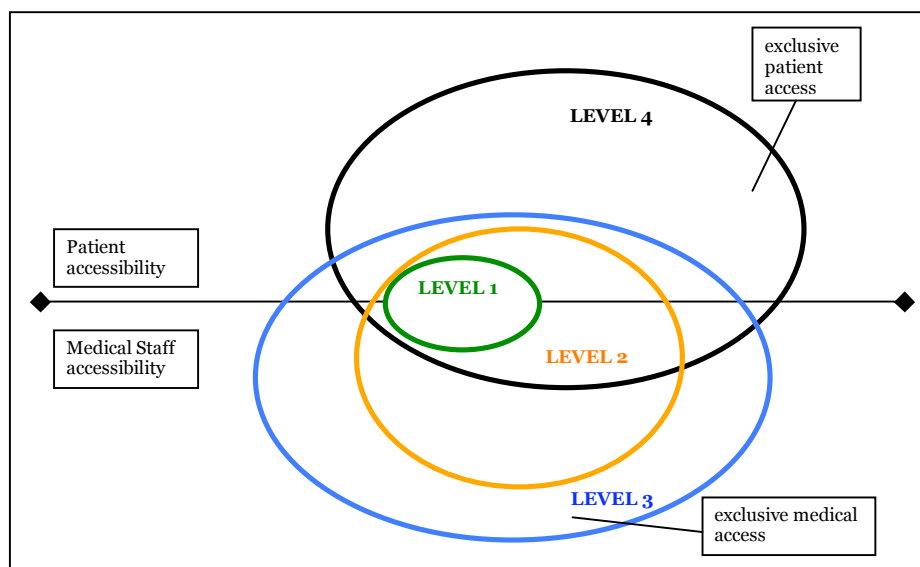 exclusive
patient
access
LEVEL 4
Patient
accessibility
LEVEL 1
Medical Staff
accessibility
LEVEL 2
LEVEL 3
exclusive medical
access